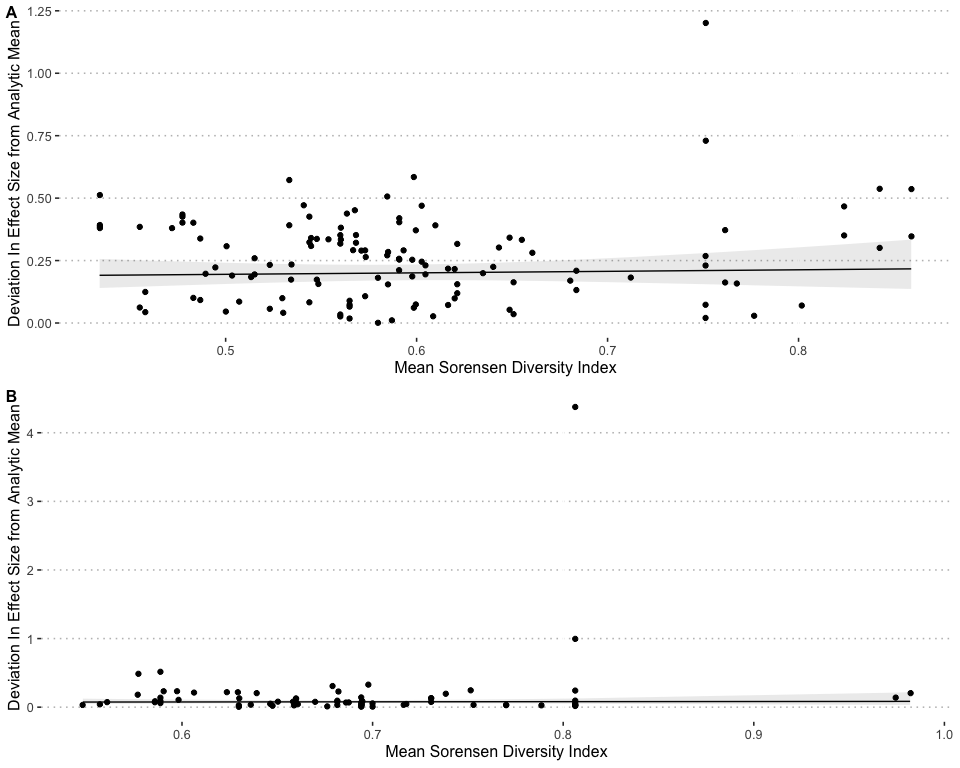 A
Deviation In Effect Size from Analytic Mean
1.25
1.00
0.75
0.50
0.25
0.00
0.5 0.6 0.7 0.8
Mean Sorensen Diversity Index
B
Deviation In Effect Size from Analytic Mean
4
3
2
1
0
0.6 0.7 0.8 0.9 1.0
Mean Sorensen Diversity Index